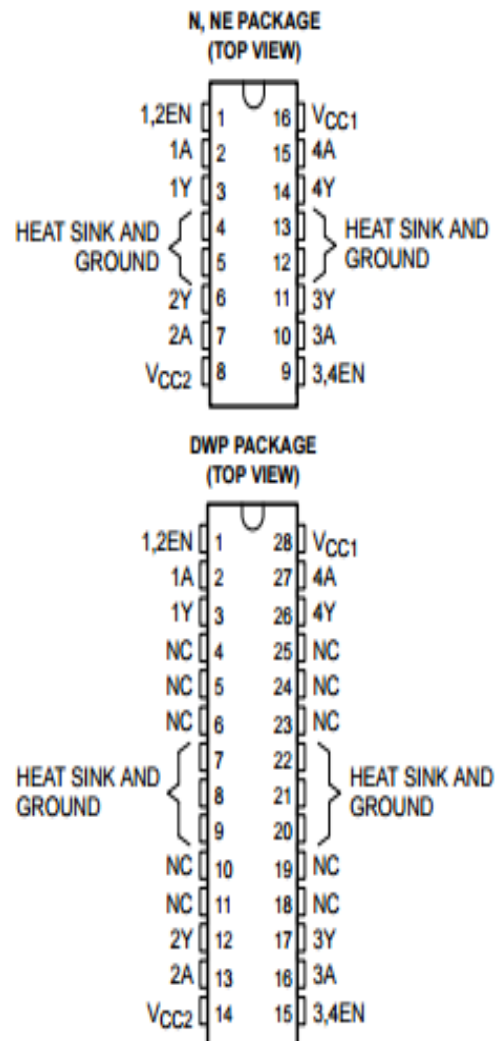 N, NE PACKAGE
(TOP VIEW)
1,2EN 1 16 VCC1
1A 2 15 4A
1Y 3 14 4Y
HEAT SINK AND GROUND 4 13 HEAT SINK AND GROUND
5 12
2Y 6 11 3Y
2A 7 10 3A
VCC2 8 9 3,4EN
DWP PACKAGE
(TOP VIEW)
1,2EN 1 28 VCC1
1A 2 27 4A
1Y 3 26 4Y
NC 4 25 NC
NC 5 24 NC
NC 6 23 NC
7 22
HEAT SINK AND GROUND 8 21 HEAT SINK AND GROUND
9 20
NC 10 19 NC
NC 11 18 NC
2Y 12 17 3Y
2A 13 16 3A
VCC2 14 15 3,4EN